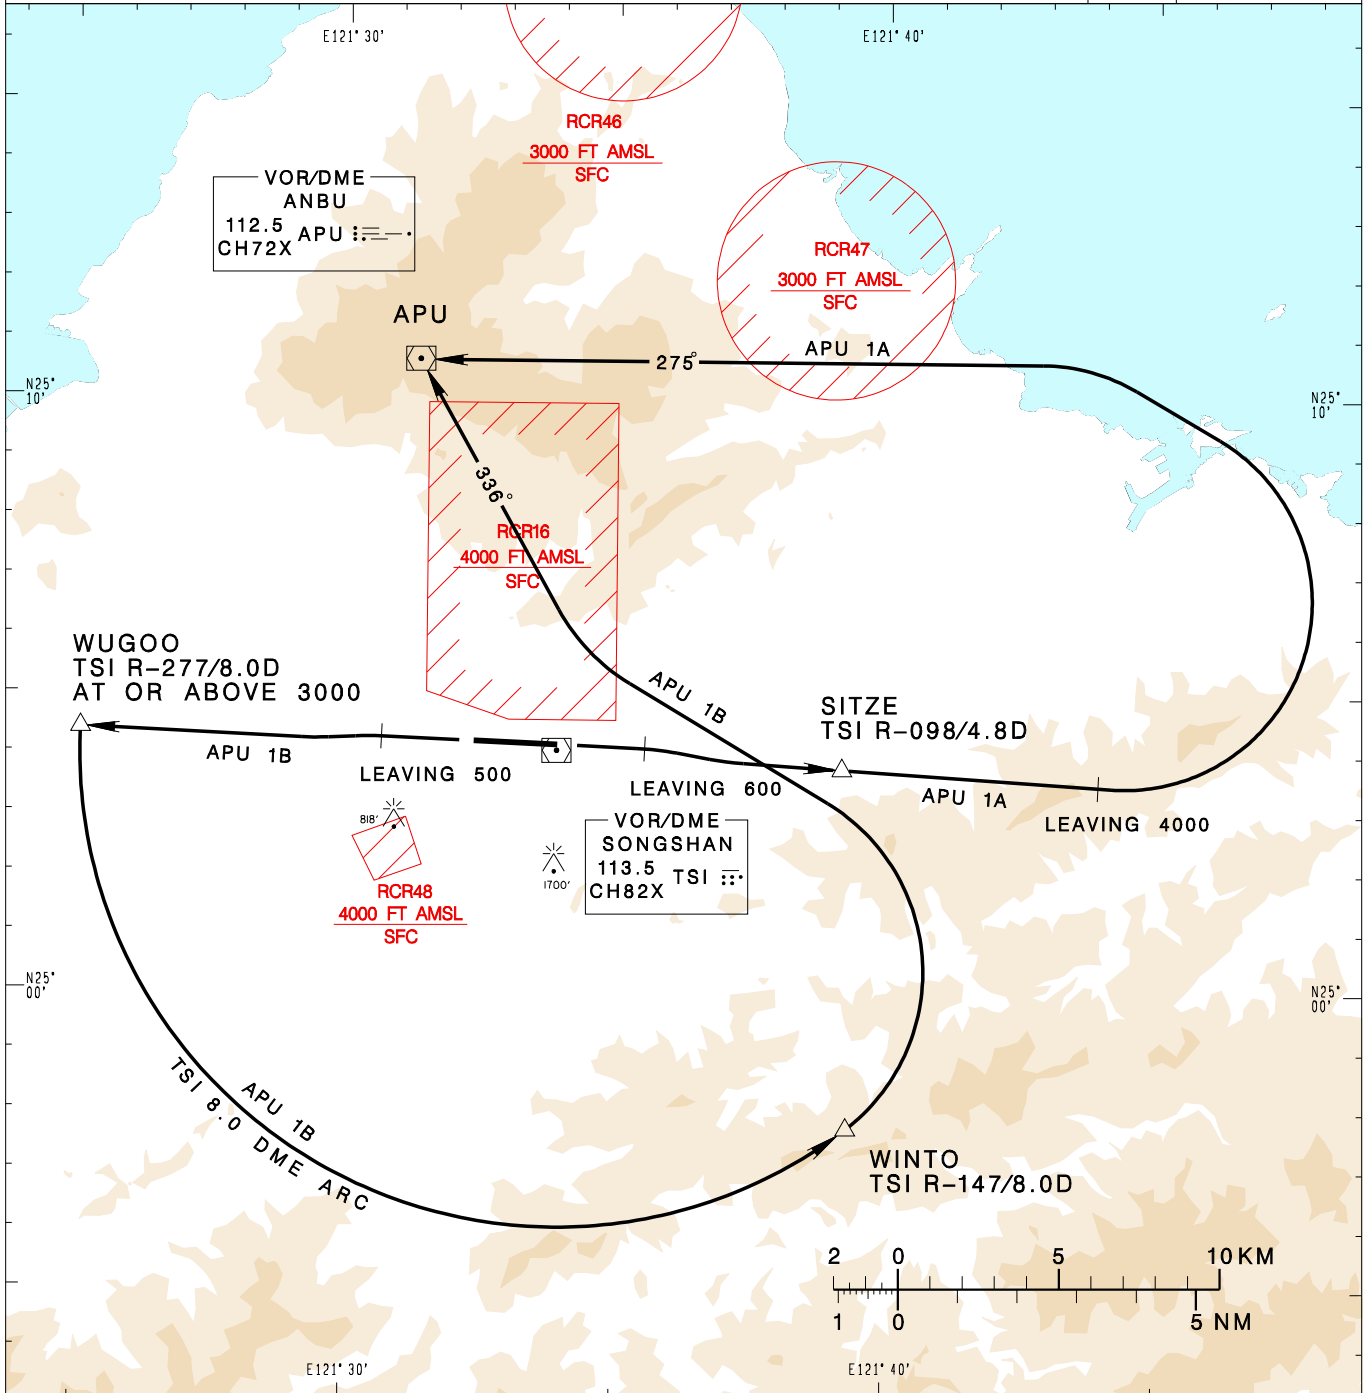 E121° 30'
E121° 40'
RCR46
3000 FT AMSL
SFC
VOR/DME
ANBU
112.5
CH72X
APU
RCR47
3000 FT AMSL
SFC
APU
APU 1A
275°
N25°
10'
N25°
10'
336°
RCR16
4000 FT AMSL
SFC
WUGOO
TSI R-277/8.0D
AT OR ABOVE 3000
APU 1B
SITZE
TSI R-098/4.8D
APU 1B
LEAVING 500
LEAVING 600
APU 1A
LEAVING 4000
818'
VOR/DME
SONGSHAN
113.5
CH82X
TSI
1700'
RCR48
4000 FT AMSL
SFC
N25°
00'
N25°
00'
APU 1B
TSI 8.0 DME ARC
WINTO
TSI R-147/8.0D
2 0 5 10 KM
1 0 5 NM
E121° 30'
E121° 40'